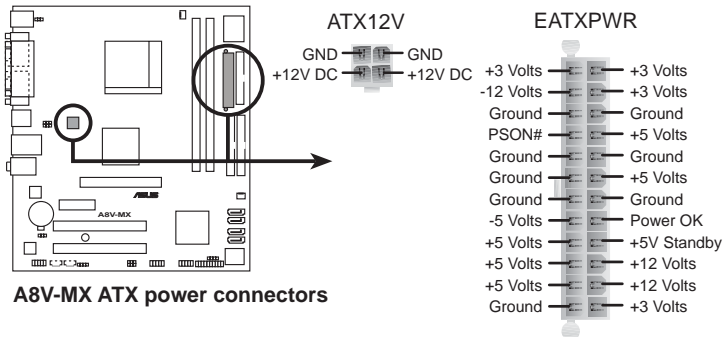 ATX12V
GND GND
+12V DC +12V DC
EATXPWR
+3 Volts +3 Volts
-12 Volts +3 Volts
Ground Ground
PSON# +5 Volts
Ground Ground
Ground +5 Volts
Ground Ground
-5 Volts Power OK
+5 Volts +5V Standby
+5 Volts +12 Volts
+5 Volts +12 Volts
Ground +3 Volts
ASUS
A8V-MX
A8V-MX ATX power connectors